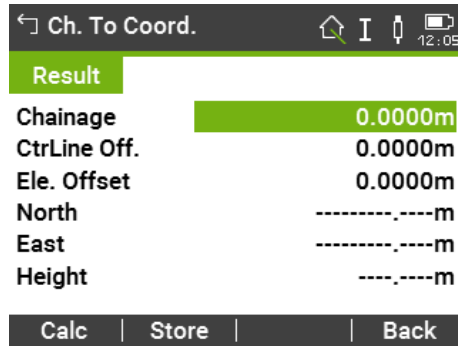 Ch. To Coord.
12:05
Result
Chainage 0.0000m
CtrLine Off. 0.0000m
Ele. Offset 0.0000m
North ---------.----m
East ---------.----m
Height ----.----m
Calc | Store | | Back